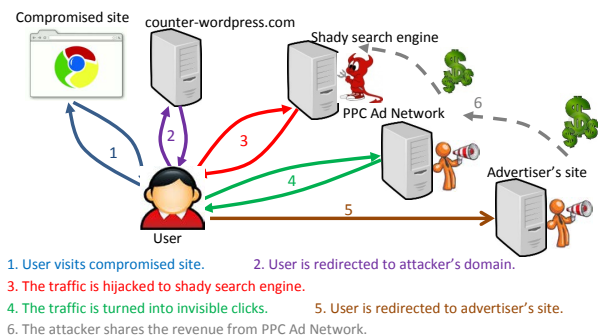 Compromised site
counter-wordpress.com
Shady search engine
6
PPC Ad Network
1
2
3
4
Advertiser's site
5
User
1. User visits compromised site.
2. User is redirected to attacker's domain.
3. The traffic is hijacked to shady search engine.
4. The traffic is turned into invisible clicks.
5. User is redirected to advertiser's site.
6. The attacker shares the revenue from PPC Ad Network.